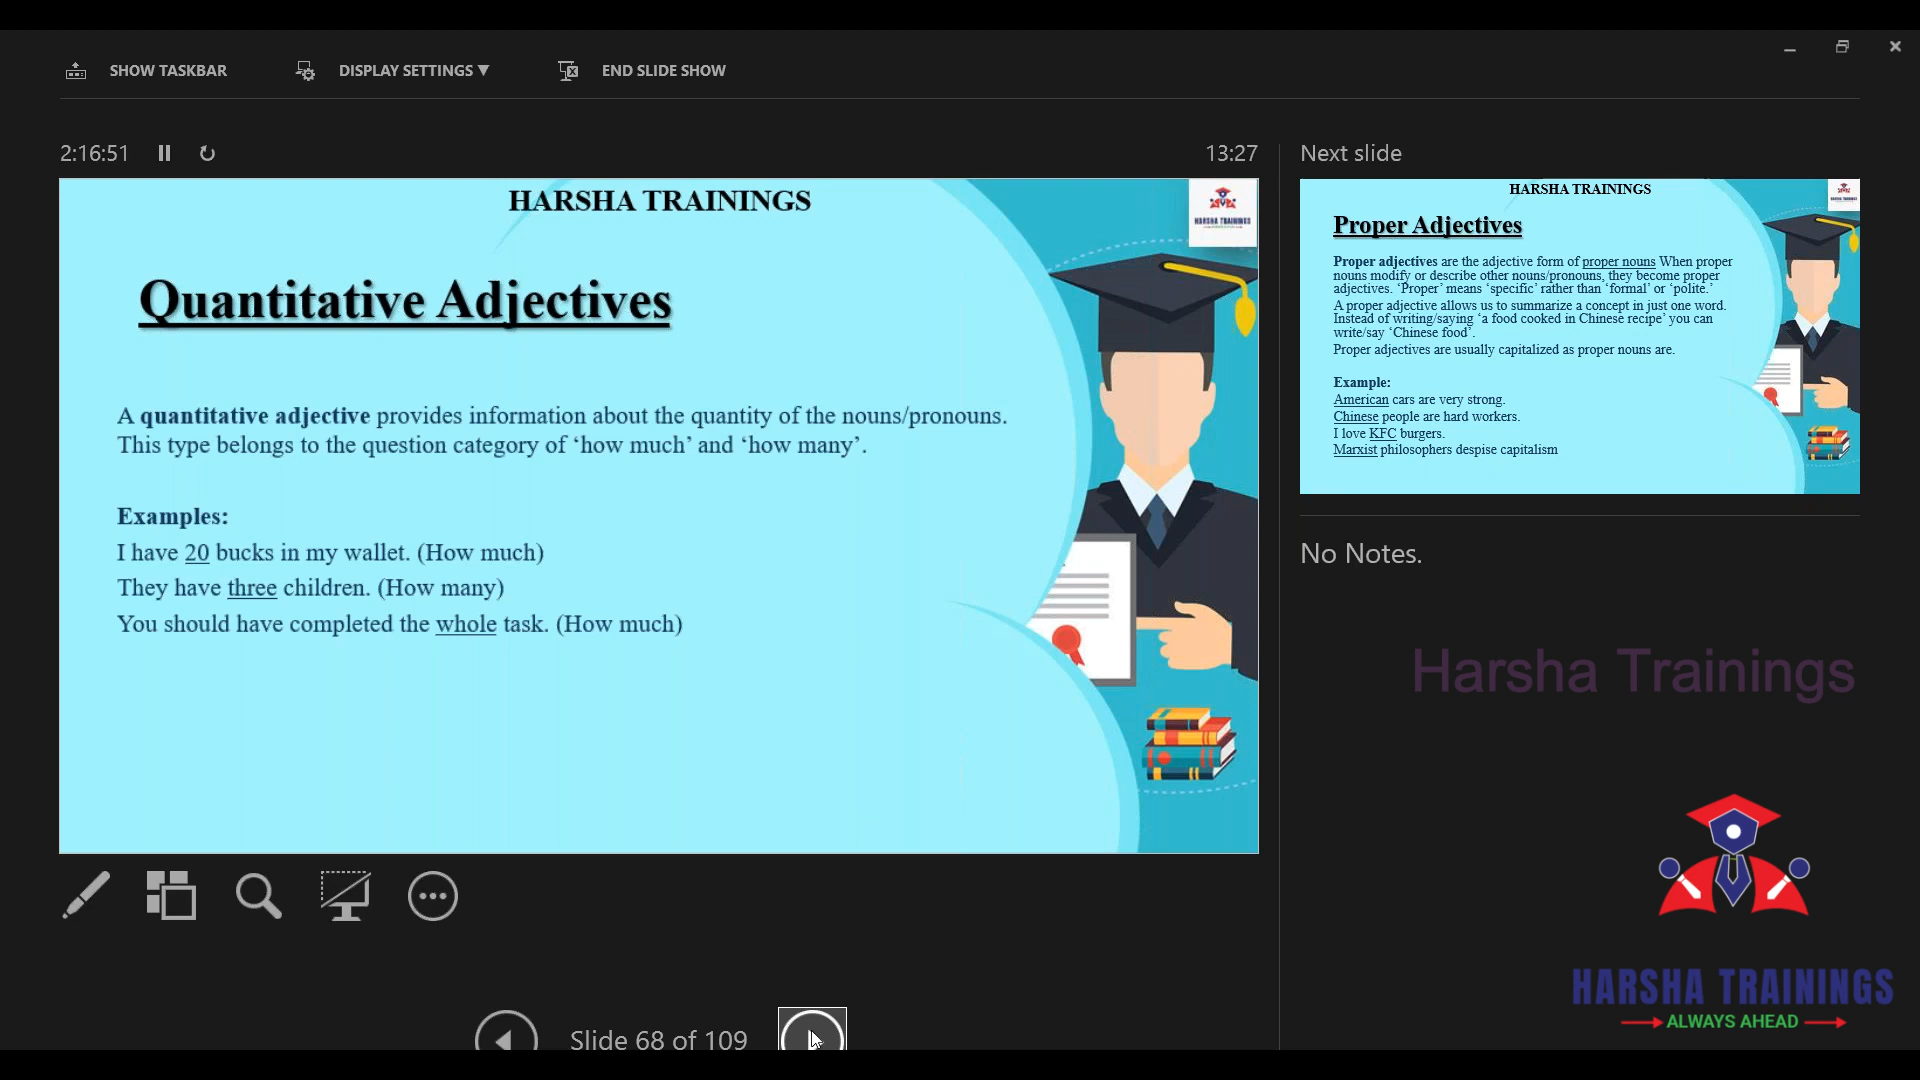 SHOW TASKBAR
DISPLAY SETTINGS ▼
END SLIDE SHOW
2:16:51
13:27
HARSHA TRAININGS
HARSHA TRAININGS
Quantitative Adjectives
A quantitative adjective provides information about the quantity of the nouns/pronouns.
This type belongs to the question category of ‘how much’ and ‘how many’.
Examples:
I have 20 bucks in my wallet. (How much)
They have three children. (How many)
You should have completed the whole task. (How much)
Slide 68 of 109
Next slide
HARSHA TRAININGS
Proper Adjectives
Proper adjectives are the adjective form of proper nouns When proper
nouns modify or describe other nouns/pronouns, they become proper
adjectives. ‘Proper’ means ‘specific’ rather than ‘formal’ or ‘polite.’
A proper adjective allows us to summarize a concept in just one word.
Instead of writing/saying ‘a food cooked in Chinese recipe’ you can
write/say ‘Chinese food’.
Proper adjectives are usually capitalized as proper nouns are.
Example:
American cars are very strong.
Chinese people are hard workers.
I love KFC burgers.
Marxist philosophers despise capitalism
No Notes.
Harsha Trainings
HARSHA TRAININGS
ALWAYS AHEAD